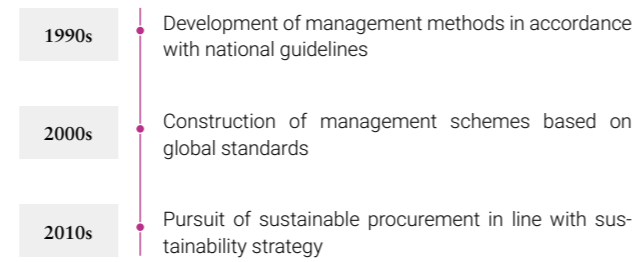 1990s
Development of management methods in accordance
with national guidelines
2000s
Construction of management schemes based on
global standards
2010s
Pursuit of sustainable procurement in line with sus-
tainability strategy